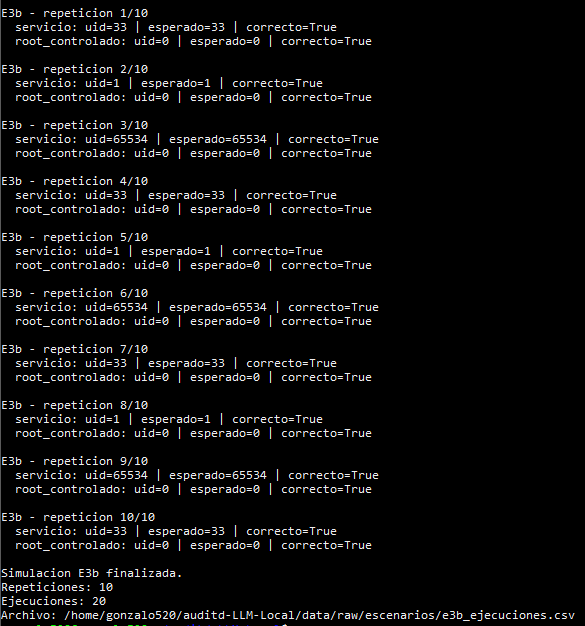 E3b - repeticion 1/10
servicio: uid=33 | esperado=33 | correcto=True
root_controlado: uid=0 | esperado=0 | correcto=True
E3b - repeticion 2/10
servicio: uid=1 | esperado=1 | correcto=True
root_controlado: uid=0 | esperado=0 | correcto=True
E3b - repeticion 3/10
servicio: uid=65534 | esperado=65534 | correcto=True
root_controlado: uid=0 | esperado=0 | correcto=True
E3b - repeticion 4/10
servicio: uid=33 | esperado=33 | correcto=True
root_controlado: uid=0 | esperado=0 | correcto=True
E3b - repeticion 5/10
servicio: uid=1 | esperado=1 | correcto=True
root_controlado: uid=0 | esperado=0 | correcto=True
E3b - repeticion 6/10
servicio: uid=65534 | esperado=65534 | correcto=True
root_controlado: uid=0 | esperado=0 | correcto=True
E3b - repeticion 7/10
servicio: uid=33 | esperado=33 | correcto=True
root_controlado: uid=0 | esperado=0 | correcto=True
E3b - repeticion 8/10
servicio: uid=1 | esperado=1 | correcto=True
root_controlado: uid=0 | esperado=0 | correcto=True
E3b - repeticion 9/10
servicio: uid=65534 | esperado=65534 | correcto=True
root_controlado: uid=0 | esperado=0 | correcto=True
E3b - repeticion 10/10
servicio: uid=33 | esperado=33 | correcto=True
root_controlado: uid=0 | esperado=0 | correcto=True
Simulacion E3b finalizada.
Repeticiones: 10
Ejecuciones: 20
Archivo: /home/gonzalo520/auditd-LLM-Local/data/raw/escenarios/e3b_ejecuciones.csv